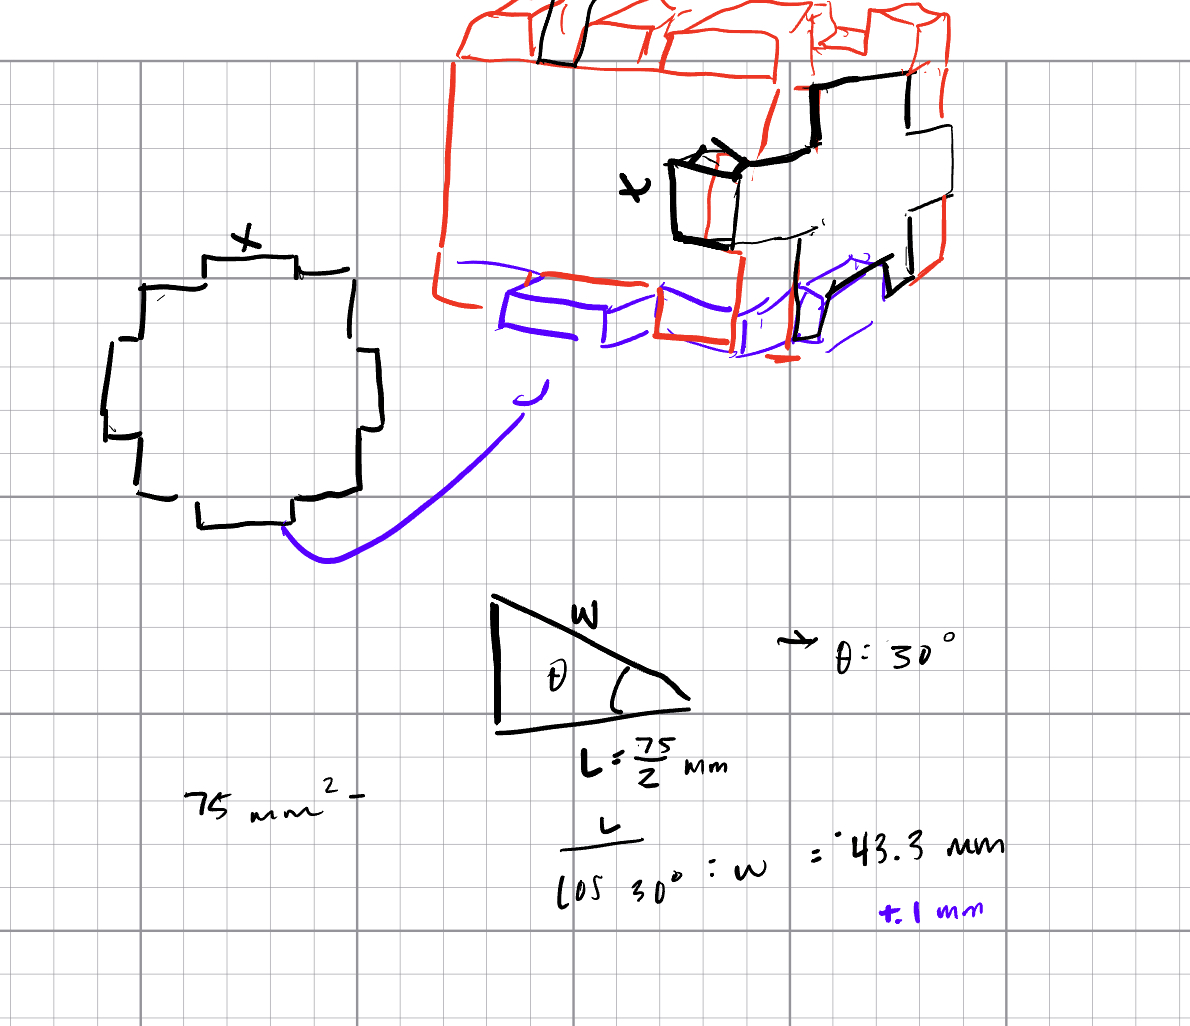 x
x
W
θ
→ θ: 30°
L = 75/2 mm
75 mm² -
L / cos 30° : w = 43.3 mm
+.1 mm